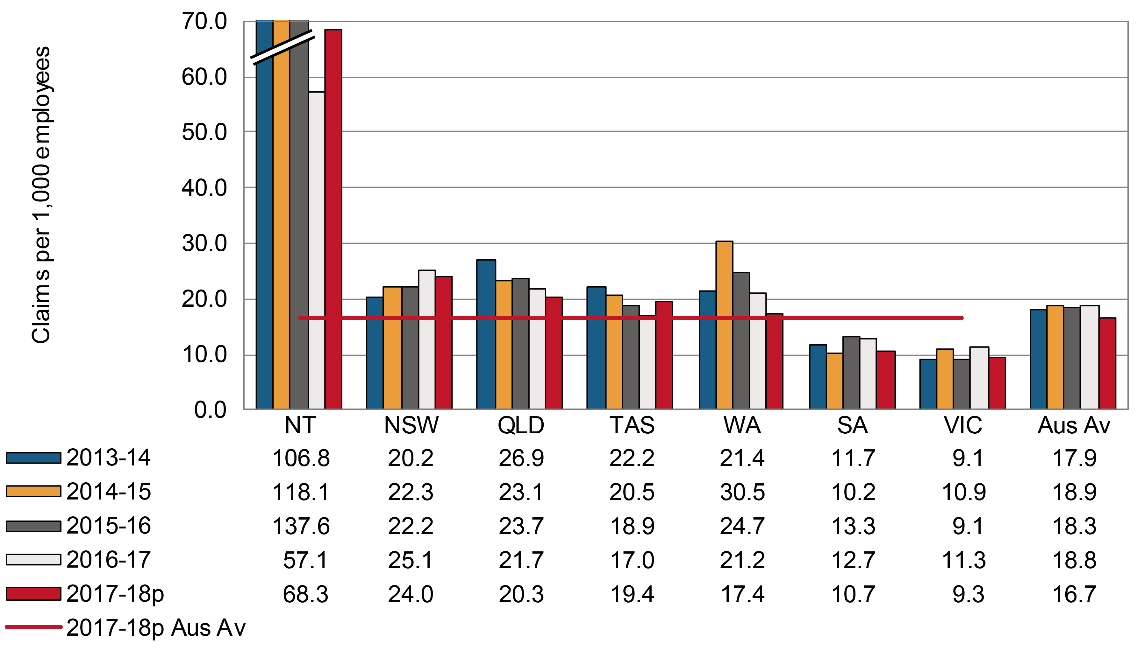 Claims per 1,000 employees
70.0
60.0
50.0
40.0
30.0
20.0
10.0
0.0
NT NSW QLD TAS WA SA VIC Aus Av
2013-14 106.8 20.2 26.9 22.2 21.4 11.7 9.1 17.9
2014-15 118.1 22.3 23.1 20.5 30.5 10.2 10.9 18.9
2015-16 137.6 22.2 23.7 18.9 24.7 13.3 9.1 18.3
2016-17 57.1 25.1 21.7 17.0 21.2 12.7 11.3 18.8
2017-18p 68.3 24.0 20.3 19.4 17.4 10.7 9.3 16.7
2017-18p Aus Av